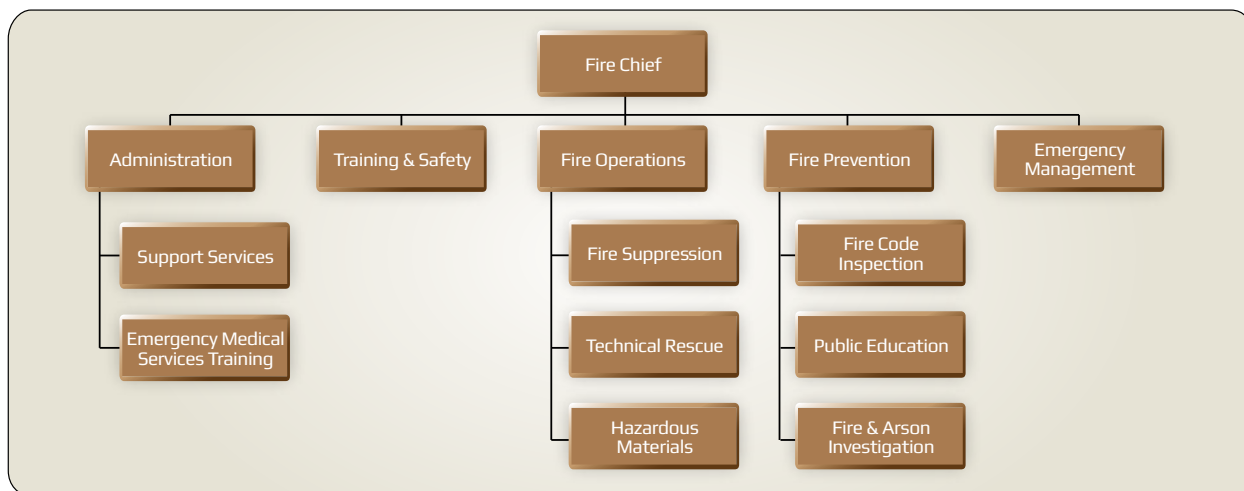 Fire Chief
Administration
Training & Safety
Fire Operations
Fire Prevention
Emergency
Management
Support Services
Emergency Medical
Services Training
Fire Suppression
Technical Rescue
Hazardous
Materials
Fire Code
Inspection
Public Education
Fire & Arson
Investigation